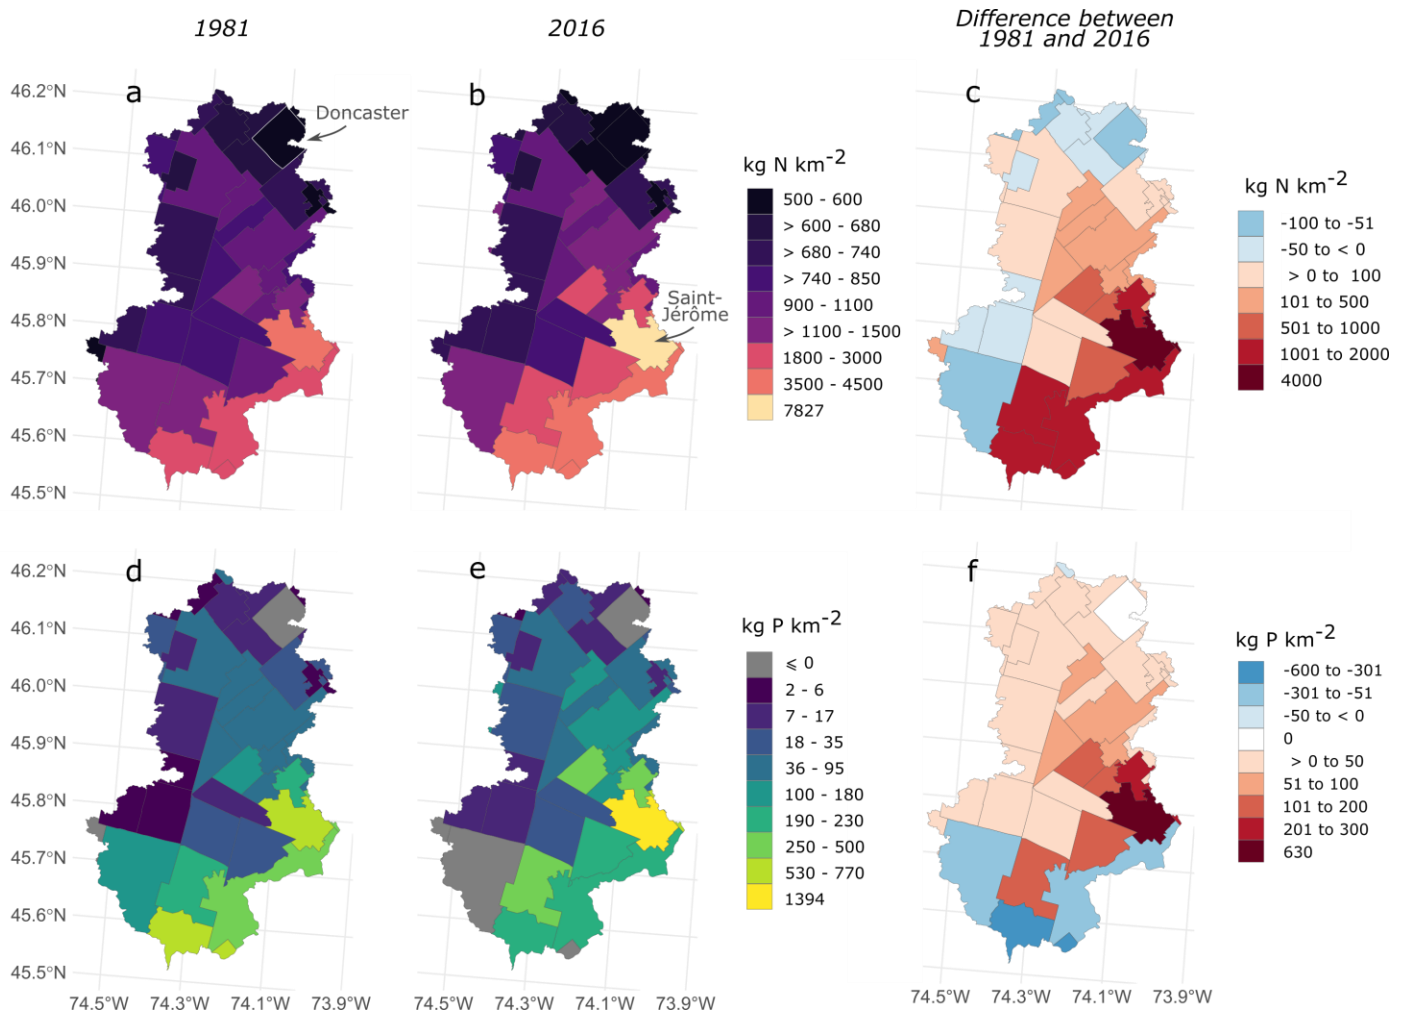 1981
2016
Difference between
1981 and 2016
a
b
c
46.2°N
46.1°N
46.0°N
45.9°N
45.8°N
45.7°N
45.6°N
45.5°N
Doncaster
Saint-
Jérôme
kg N km-2
500 - 600
> 600 - 680
> 680 - 740
> 740 - 850
900 - 1100
> 1100 - 1500
1800 - 3000
3500 - 4500
7827
kg N km-2
-100 to -51
-50 to < 0
> 0 to 100
101 to 500
501 to 1000
1001 to 2000
4000
d
e
f
46.2°N
46.1°N
46.0°N
45.9°N
45.8°N
45.7°N
45.6°N
45.5°N
kg P km-2
⩽ 0
2 - 6
7 - 17
18 - 35
36 - 95
100 - 180
190 - 230
250 - 500
530 - 770
1394
kg P km-2
-600 to -301
-301 to -51
-50 to < 0
0
> 0 to 50
51 to 100
101 to 200
201 to 300
630
74.5°W 74.3°W 74.1°W 73.9°W
74.5°W 74.3°W 74.1°W 73.9°W
74.5°W 74.3°W 74.1°W 73.9°W